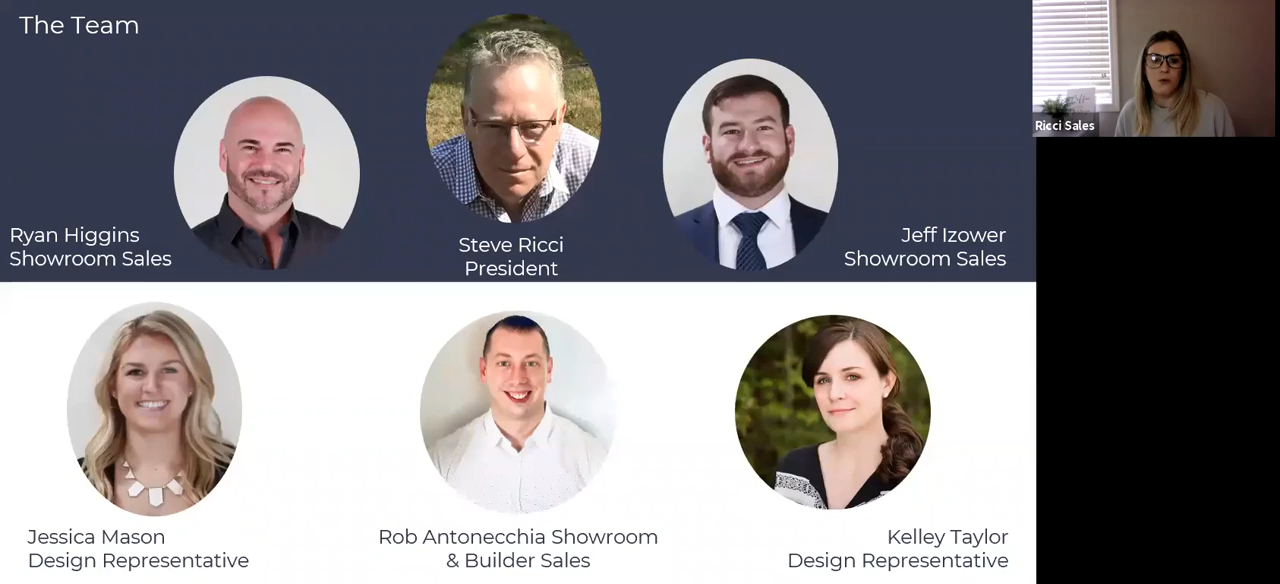 The Team
Ricci Sales
Ryan Higgins
Showroom Sales
Steve Ricci
President
Jeff Izower
Showroom Sales
Jessica Mason
Design Representative
Rob Antonecchia Showroom
& Builder Sales
Kelley Taylor
Design Representative